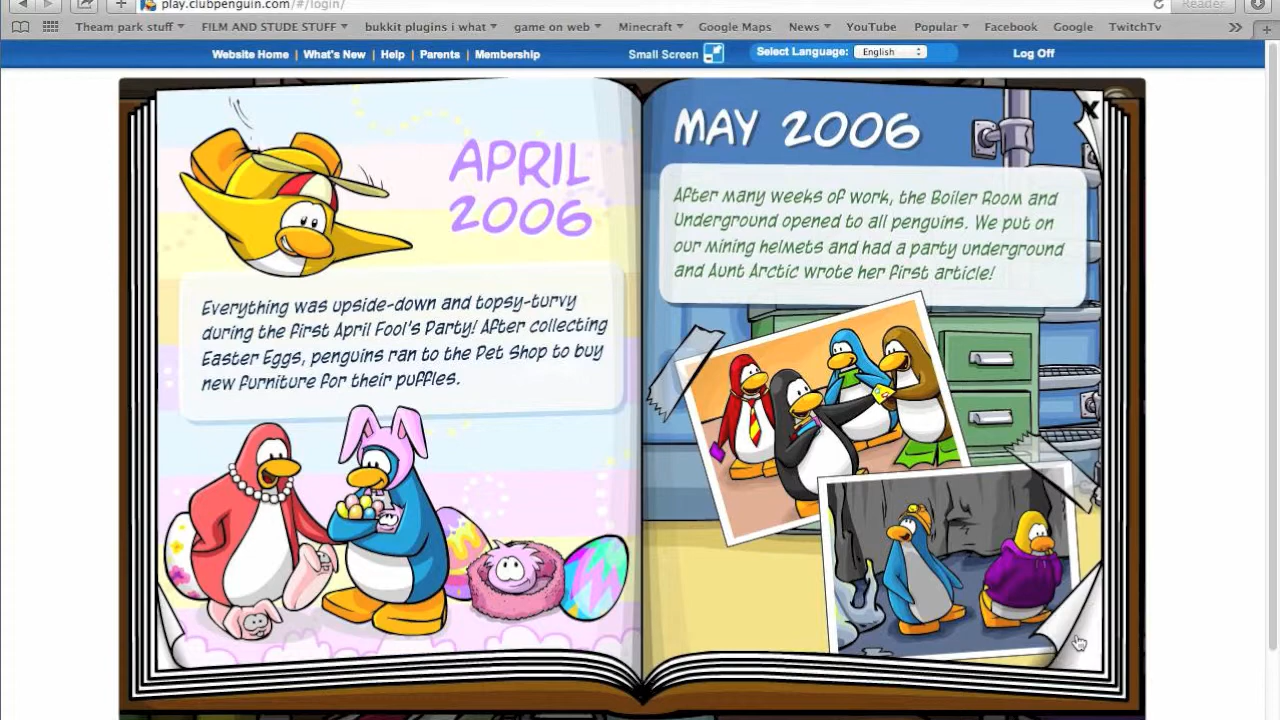 play.clubpenguin.com/#/login/
Reader
Theam park stuff
FILM AND STUDE STUFF
bukkit plugins i what
game on web
Minecraft
Google Maps
News
YouTube
Popular
Facebook
Google
TwitchTv
Website Home | What's New | Help | Parents | Membership
Small Screen
Select Language: English
Log Off
APRIL
2006
Everything was upside-down and topsy-turvy
during the first April Fool's Party! After collecting
Easter Eggs, penguins ran to the Pet Shop to buy
new furniture for their puffles.
MAY 2006
X
After many weeks of work, the Boiler Room and
Underground opened to all penguins. We put on
our mining helmets and had a party underground
and Aunt Arctic wrote her first article!